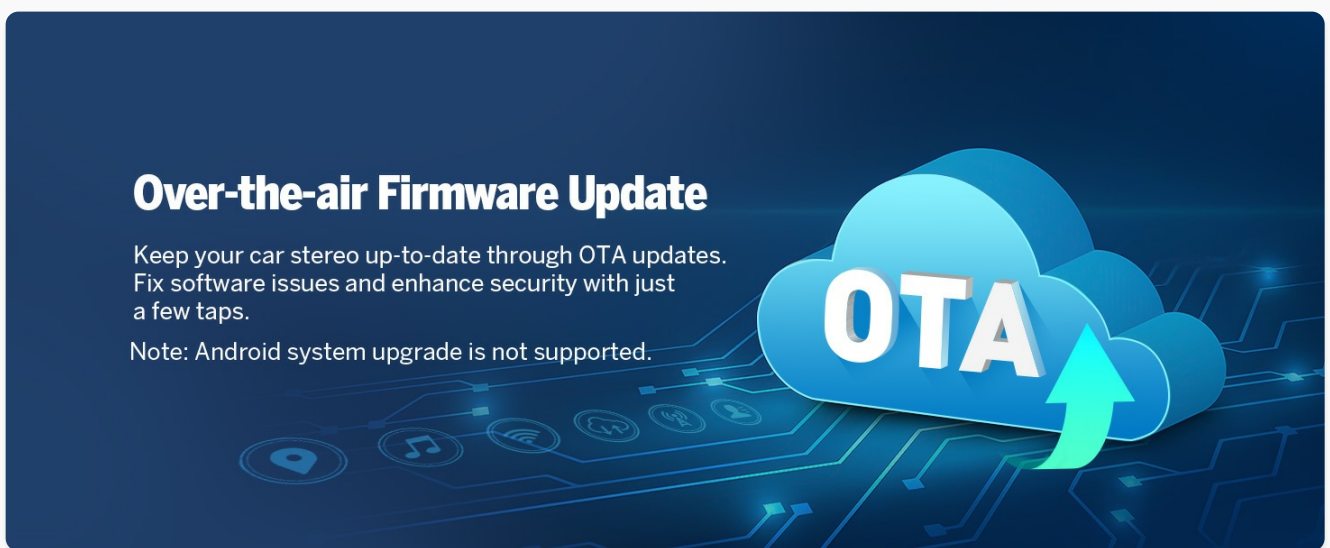 Over-the-air Firmware Update
Keep your car stereo up-to-date through OTA updates.
Fix software issues and enhance security with just
a few taps.
Note: Android system upgrade is not supported.
OTA